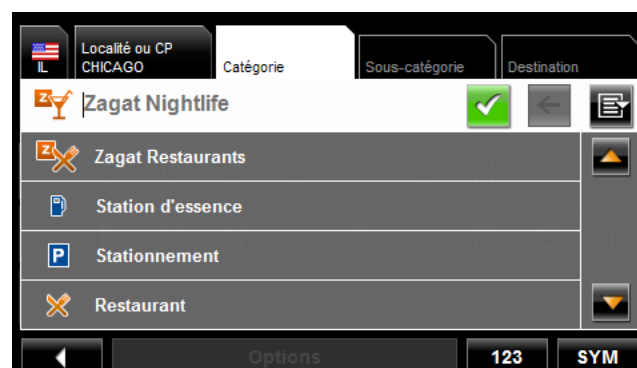 IL
Localité ou CP
CHICAGO
Catégorie
Sous-catégorie
Destination
Z Zagat Nightlife
Z Zagat Restaurants
Station d'essence
P Stationnement
Restaurant
Options
123
SYM